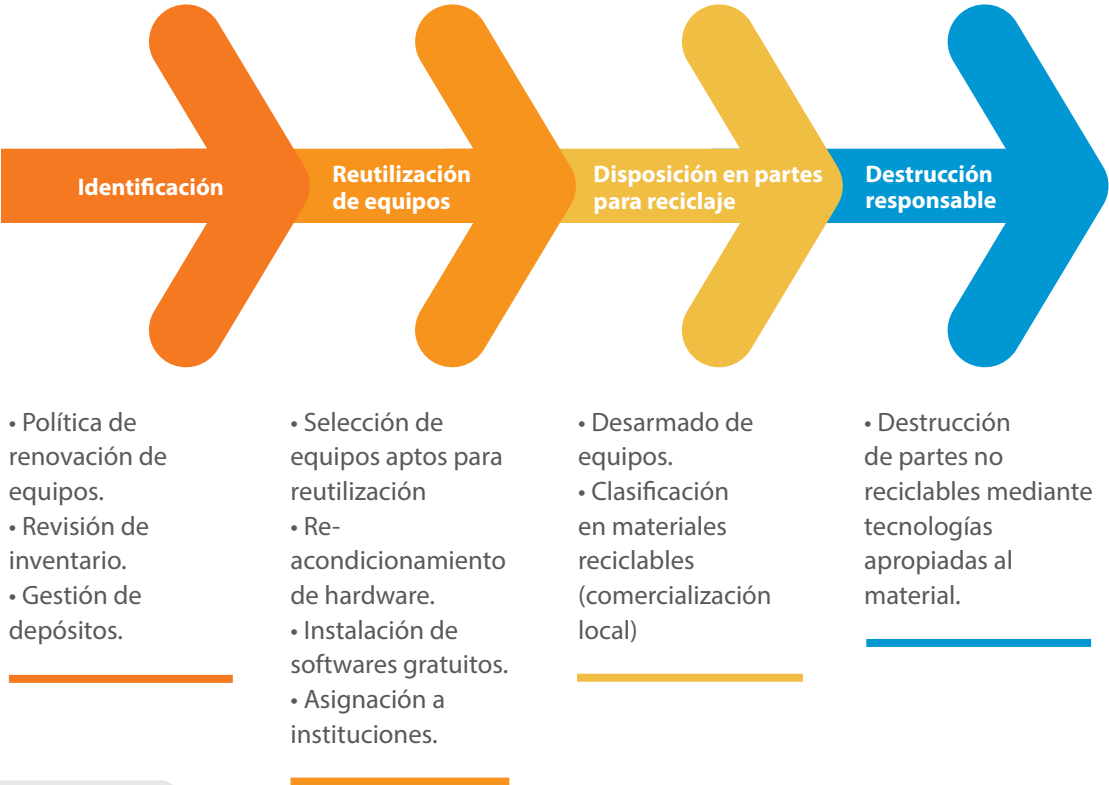 Identificación
Reutilización
de equipos
Disposición en partes
para reciclaje
Destrucción
responsable
• Política de
renovación de
equipos.
• Revisión de
inventario.
• Gestión de
depósitos.
• Selección de
equipos aptos para
reutilización
• Re-
acondicionamiento
de hardware.
• Instalación de
softwares gratuitos.
• Asignación a
instituciones.
• Desarmado de
equipos.
• Clasificación
en materiales
reciclables
(comercialización
local)
• Destrucción
de partes no
reciclables mediante
tecnologías
apropiadas al
material.